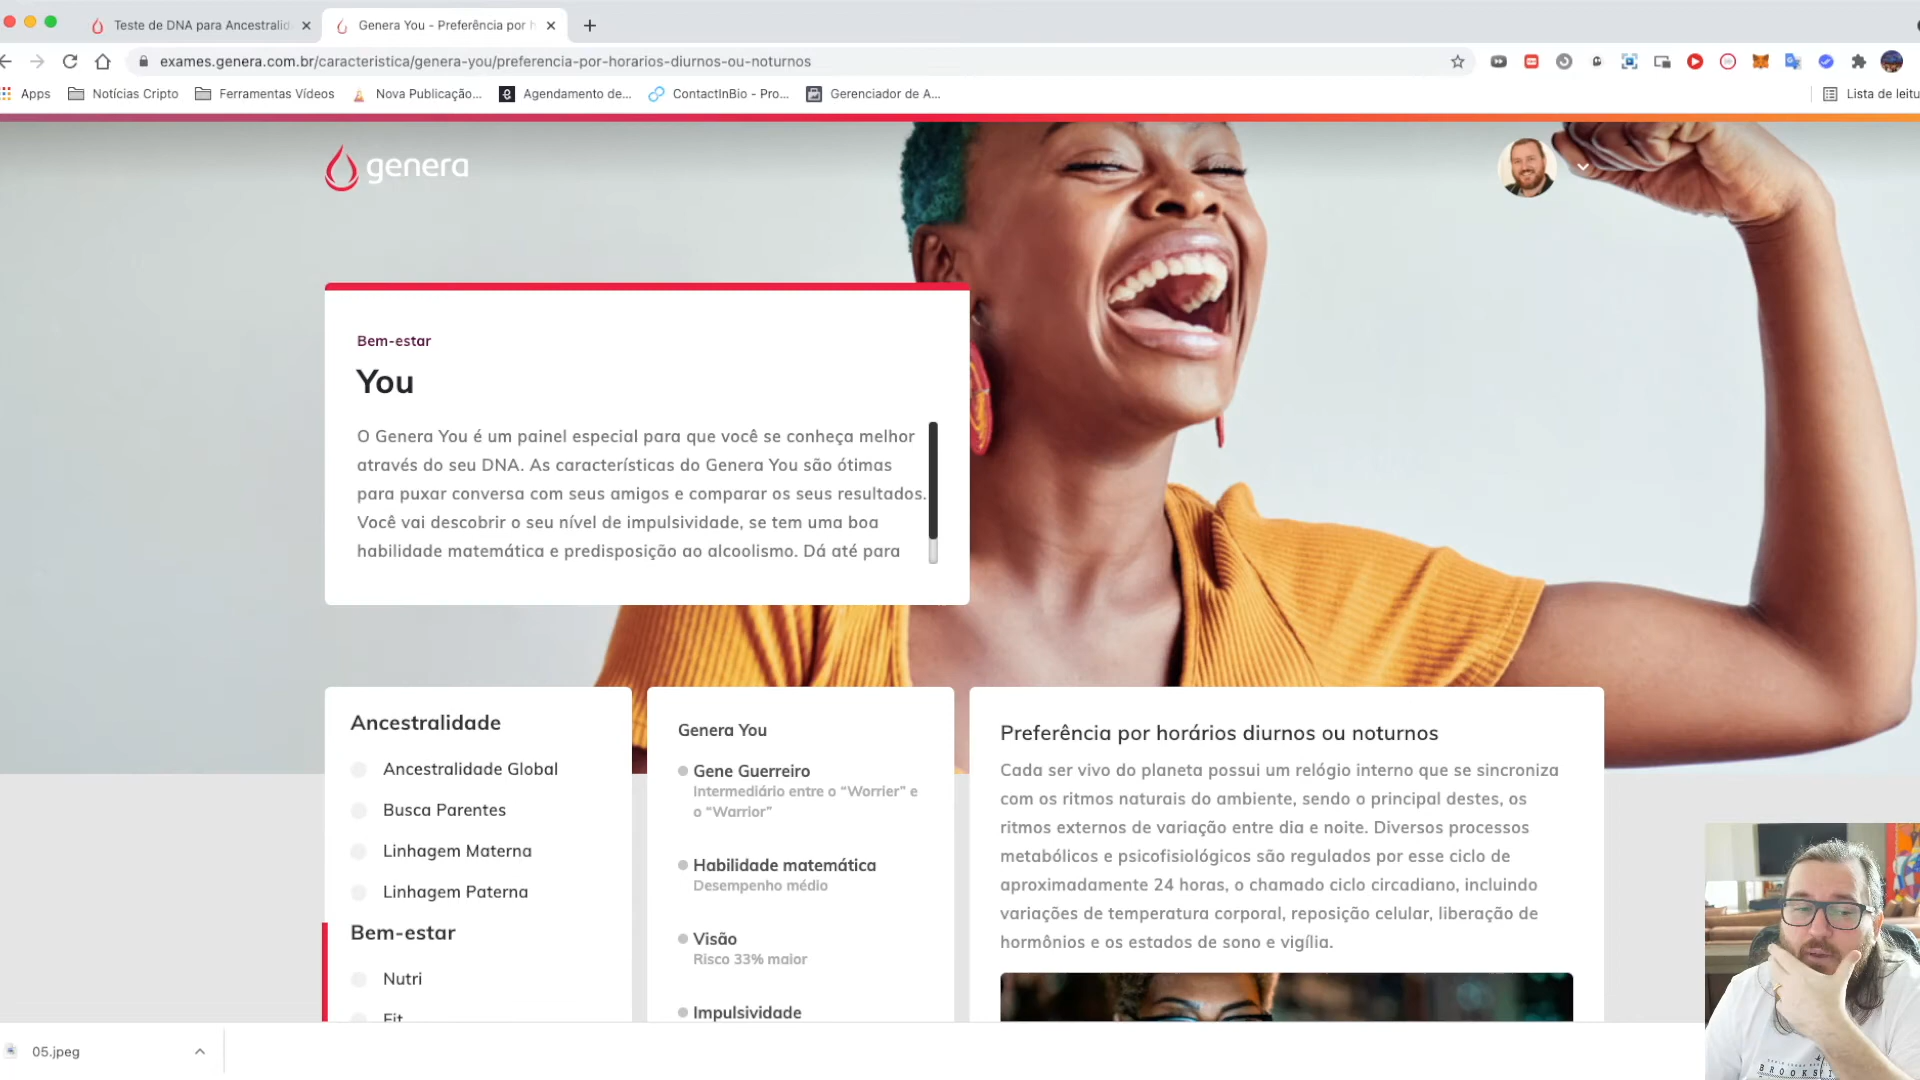 Teste de DNA para Ancestralid
Genera You - Preferência por h
exames.genera.com.br/caracteristica/genera-you/preferencia-por-horarios-diurnos-ou-noturnos
Apps
Notícias Cripto
Ferramentas Vídeos
Nova Publicação...
Agendamento de...
ContactInBio - Pro...
Gerenciador de A...
Lista de leitu
genera
Bem-estar
You
O Genera You é um painel especial para que você se conheça melhor
através do seu DNA. As características do Genera You são ótimas
para puxar conversa com seus amigos e comparar os seus resultados.
Você vai descobrir o seu nível de impulsividade, se tem uma boa
habilidade matemática e predisposição ao alcoolismo. Dá até para
Ancestralidade
Ancestralidade Global
Busca Parentes
Linhagem Materna
Linhagem Paterna
Bem-estar
Nutri
Fit
Genera You
Gene Guerreiro
Intermediário entre o “Worrier” e
o “Warrior”
Habilidade matemática
Desempenho médio
Visão
Risco 33% maior
Impulsividade
Preferência por horários diurnos ou noturnos
Cada ser vivo do planeta possui um relógio interno que se sincroniza
com os ritmos naturais do ambiente, sendo o principal destes, os
ritmos externos de variação entre dia e noite. Diversos processos
metabólicos e psicofisiológicos são regulados por esse ciclo de
aproximadamente 24 horas, o chamado ciclo circadiano, incluindo
variações de temperatura corporal, reposição celular, liberação de
hormônios e os estados de sono e vigília.
05.jpeg